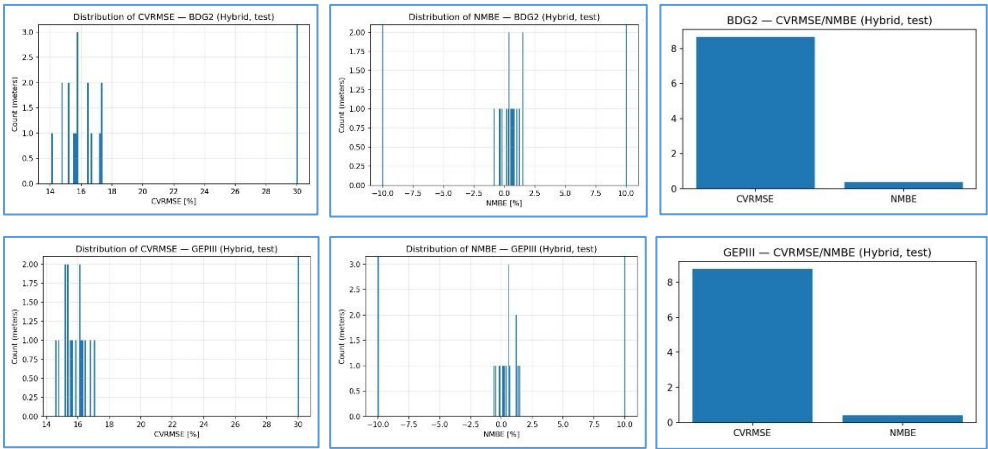 Distribution of CVRMSE — BDG2 (Hybrid, test)
3.0
2.5
2.0
1.5
1.0
0.5
0.0
Count (meters)
14 16 18 20 22 24 26 28 30
CVRMSE [%]
Distribution of NMBE — BDG2 (Hybrid, test)
2.00
1.75
1.50
1.25
1.00
0.75
0.50
0.25
0.00
Count (meters)
−10.0 −7.5 −5.0 −2.5 0.0 2.5 5.0 7.5 10.0
NMBE [%]
BDG2 — CVRMSE/NMBE (Hybrid, test)
8
6
4
2
0
CVRMSE NMBE
Distribution of CVRMSE — GEPIII (Hybrid, test)
2.00
1.75
1.50
1.25
1.00
0.75
0.50
0.25
0.00
Count (meters)
14 16 18 20 22 24 26 28 30
CVRMSE [%]
Distribution of NMBE — GEPIII (Hybrid, test)
3.0
2.5
2.0
1.5
1.0
0.5
0.0
Count (meters)
−10.0 −7.5 −5.0 −2.5 0.0 2.5 5.0 7.5 10.0
NMBE [%]
GEPIII — CVRMSE/NMBE (Hybrid, test)
8
6
4
2
0
CVRMSE NMBE